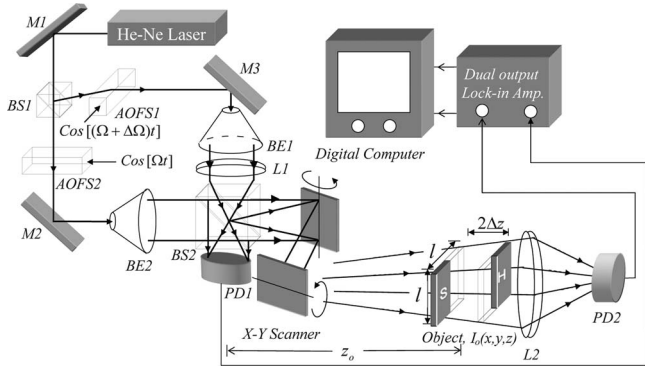 M1
He-Ne Laser
M3
BS1
AOFS1
Cos[(Ω + ΔΩ)t]
BE1
Digital Computer
Dual output
Lock-in Amp.
Cos[Ωt]
AOFS2
L1
M2
BE2
BS2
PD1
X-Y Scanner
2Δz
l
l
S
H
Object, I₀(x,y,z)
L2
PD2
z₀